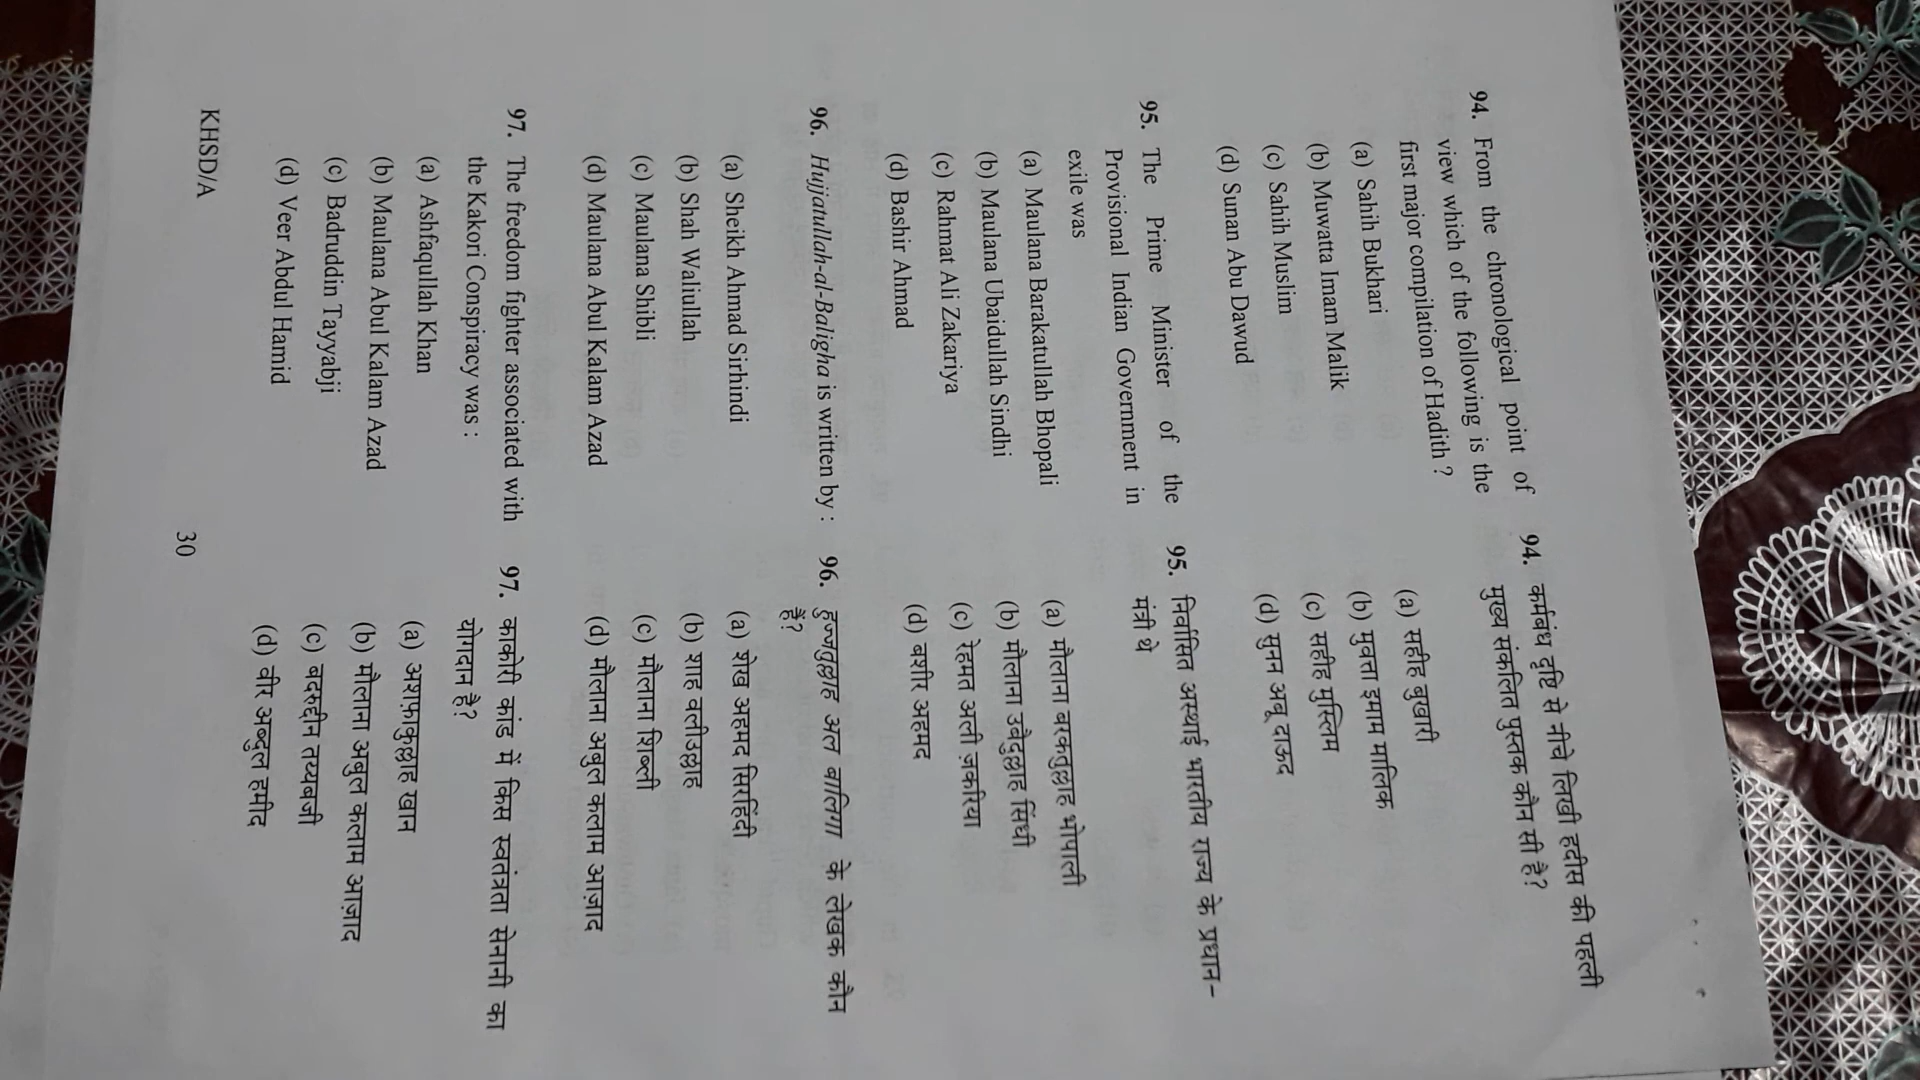 94. From the chronological point of
view which of the following is the
first major compilation of Hadith ?
(a) Sahih Bukhari
(b) Muwatta Imam Malik
(c) Sahih Muslim
(d) Sunan Abu Dawud
95. The Prime Minister of the
Provisional Indian Government in
exile was
(a) Maulana Barakatullah Bhopali
(b) Maulana Ubaidullah Sindhi
(c) Rahmat Ali Zakariya
(d) Bashir Ahmad
96. Hujjatullah-al-Baligha is written by :
(a) Sheikh Ahmad Sirhindi
(b) Shah Waliullah
(c) Maulana Shibli
(d) Maulana Abul Kalam Azad
97. The freedom fighter associated with
the Kakori Conspiracy was :
(a) Ashfaqullah Khan
(b) Maulana Abul Kalam Azad
(c) Badruddin Tayyabji
(d) Veer Abdul Hamid
94. कर्मबंध दृष्टि से नीचे लिखी हदीस की पहली
मुख्य संकलित पुस्तक कौन सी है?
(a) सहीह बुखारी
(b) मुवता इमाम मालिक
(c) सहीह मुस्लिम
(d) सुनन अबू दाऊद
95. निर्वासित अस्थाई भारतीय राज्य के प्रधान-
मंत्री थे
(a) मौलाना बरकतुल्लाह भोपाली
(b) मौलाना उबैदुल्लाह सिंधी
(c) रेहमत अली ज़करिया
(d) बशीर अहमद
96. हुज्जतुल्लाह अल बालिगा के लेखक कौन
हैं?
(a) शेख अहमद सिरहिंदी
(b) शाह वलीउल्लाह
(c) मौलाना शिब्ली
(d) मौलाना अबुल कलाम आज़ाद
97. काकोरी कांड में किस स्वतंत्रता सेनानी का
योगदान है?
(a) अशफ़ाकुल्लाह खान
(b) मौलाना अबुल कलाम आज़ाद
(c) बदरुद्दीन तय्यबजी
(d) वीर अब्दुल हमीद
KHSD/A
30